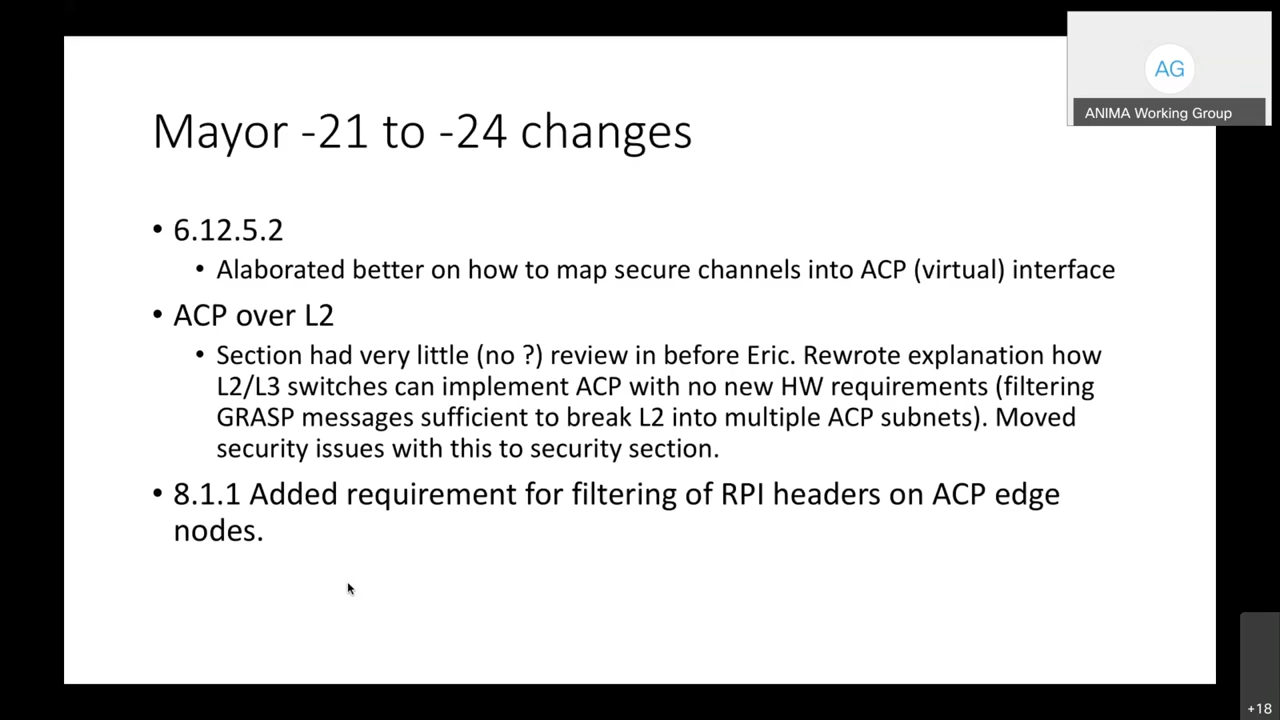 AG
ANIMA Working Group
Mayor -21 to -24 changes
• 6.12.5.2
• Alaborated better on how to map secure channels into ACP (virtual) interface
• ACP over L2
• Section had very little (no ?) review in before Eric. Rewrote explanation how
L2/L3 switches can implement ACP with no new HW requirements (filtering
GRASP messages sufficient to break L2 into multiple ACP subnets). Moved
security issues with this to security section.
• 8.1.1 Added requirement for filtering of RPI headers on ACP edge
nodes.
+18